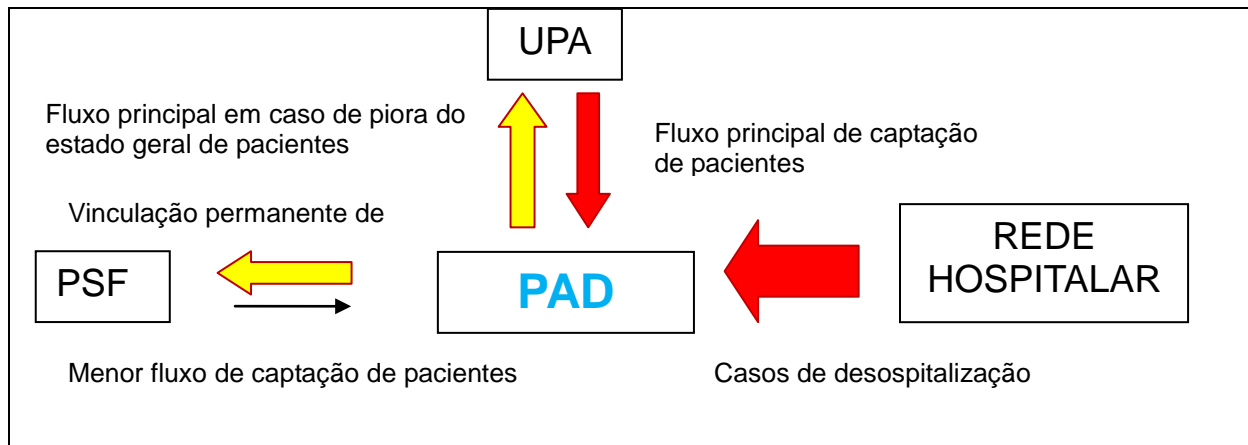 UPA
Fluxo principal em caso de piora do
estado geral de pacientes
Fluxo principal de captação
de pacientes
Vinculação permanente de
PSF
PAD
REDE
HOSPITALAR
Menor fluxo de captação de pacientes
Casos de desospitalização